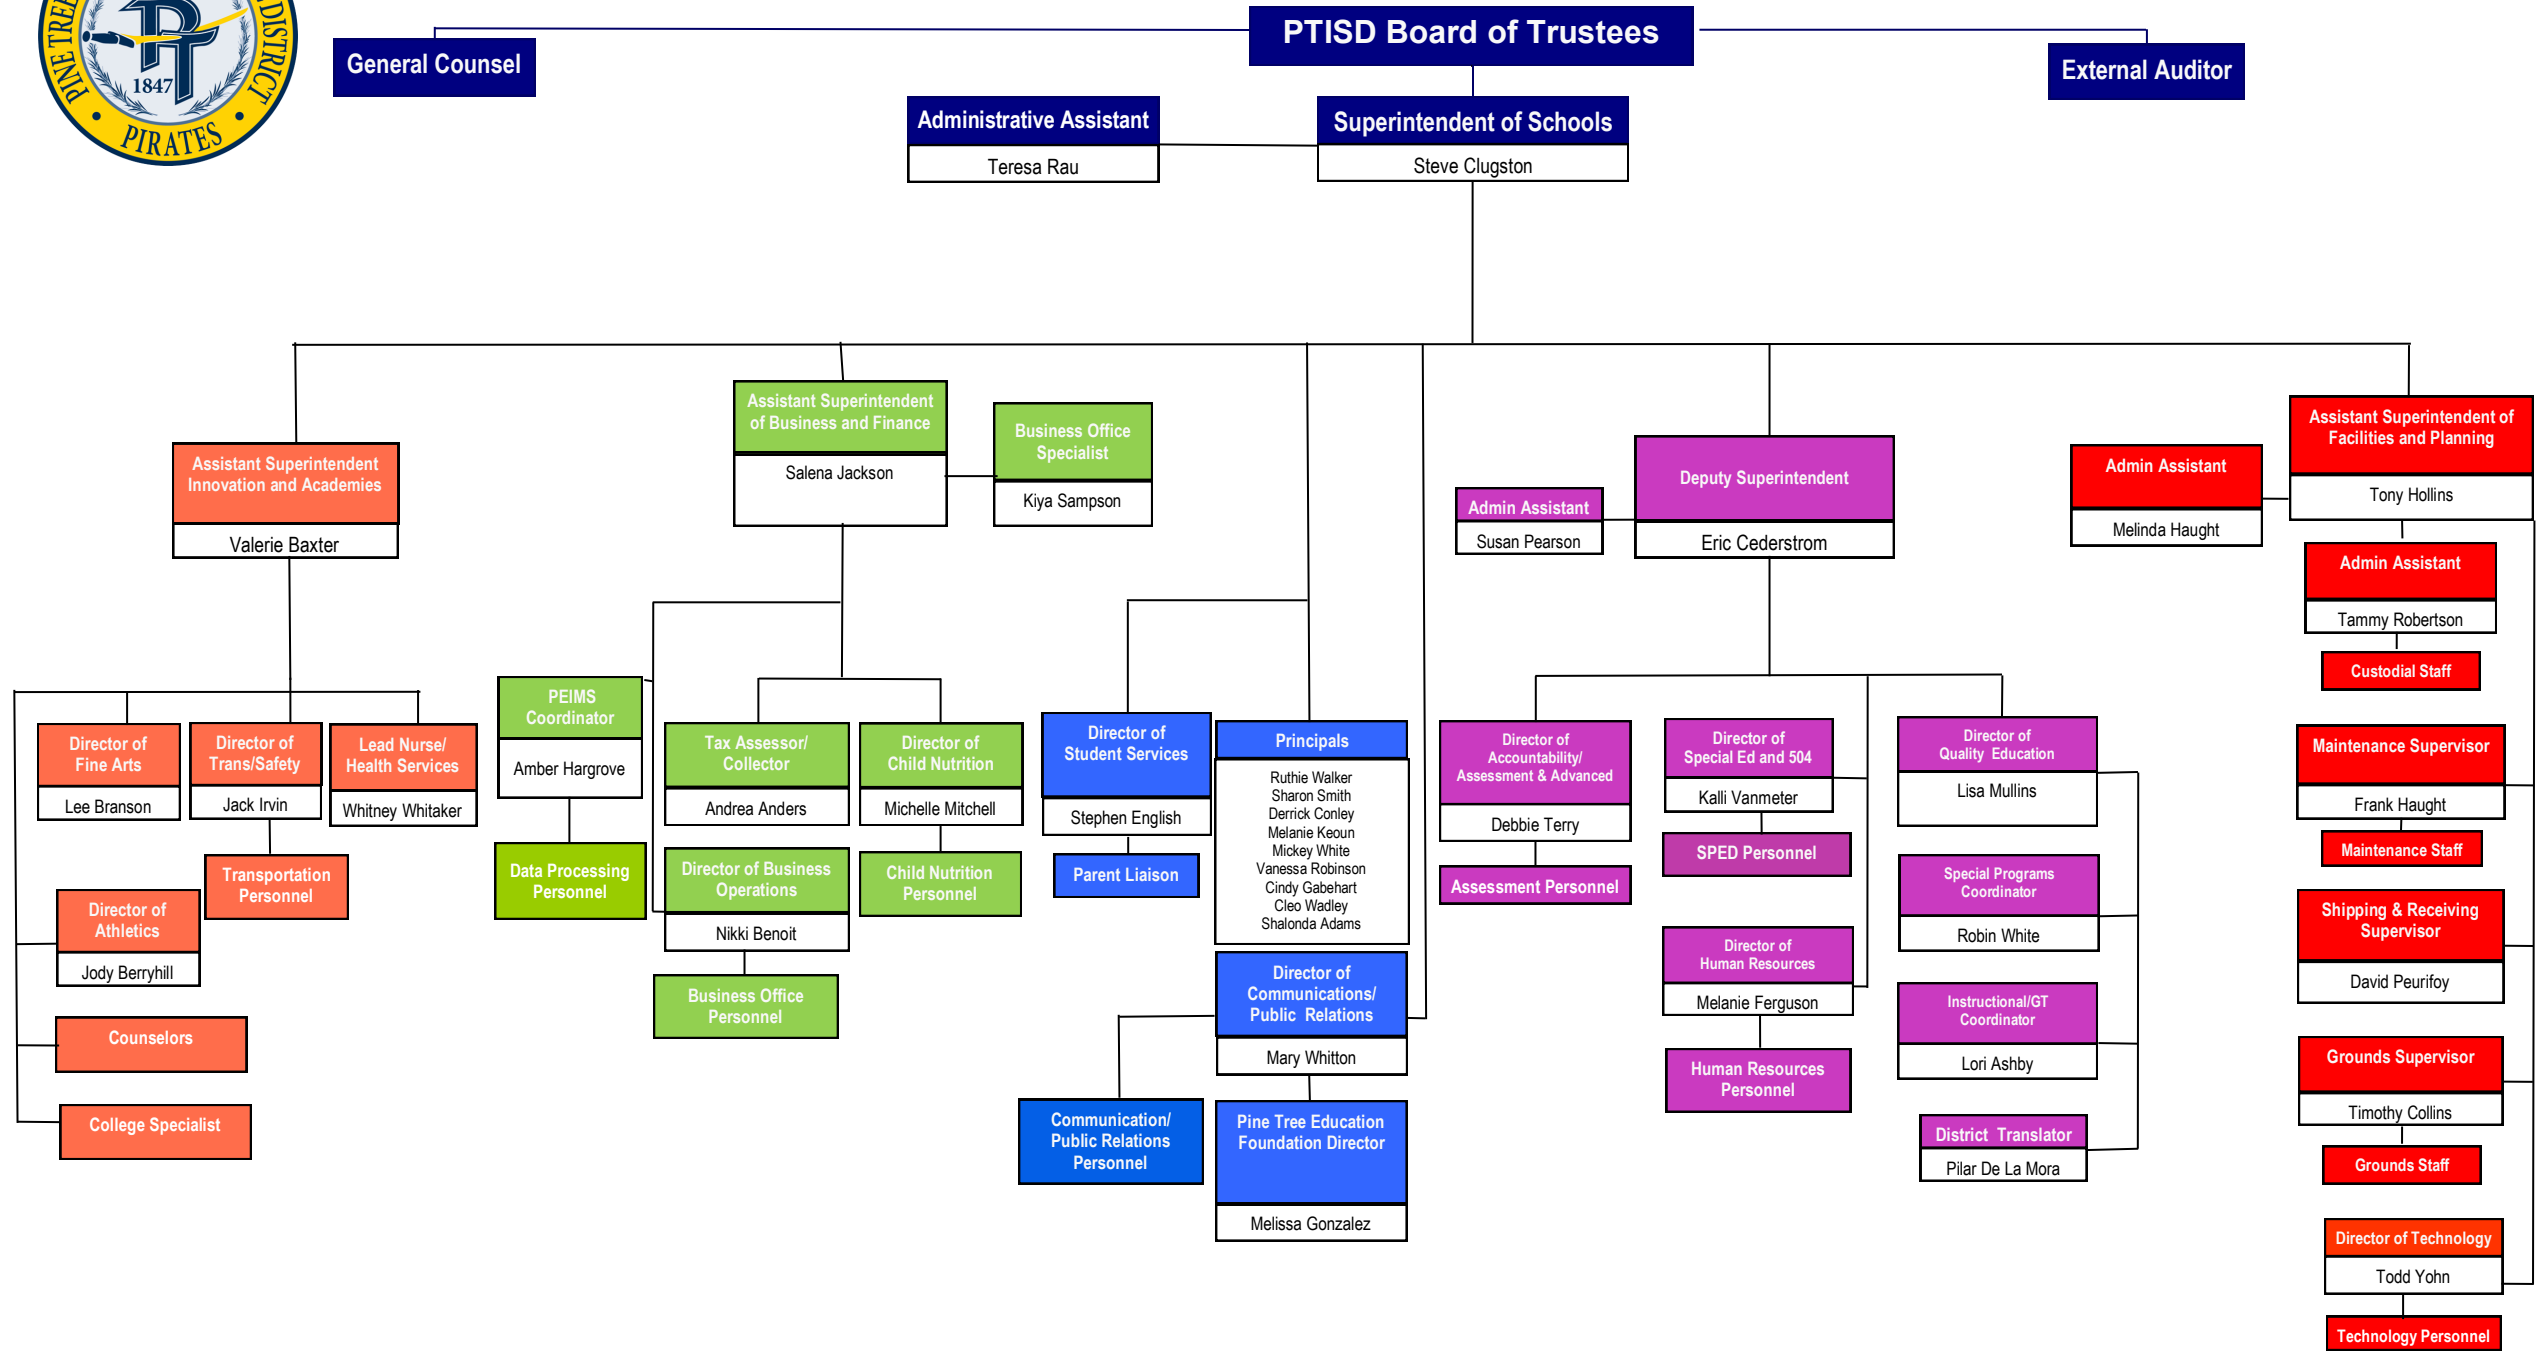 PINE TREE
DISTRICT
1847
PIRATES
PTISD Board of Trustees
General Counsel
External Auditor
Administrative Assistant
Teresa Rau
Superintendent of Schools
Steve Clugston
Assistant Superintendent
Innovation and Academies
Valerie Baxter
Director of
Fine Arts
Lee Branson
Director of
Trans/Safety
Jack Irvin
Lead Nurse/
Health Services
Whitney Whitaker
Transportation
Personnel
Director of
Athletics
Jody Berryhill
Counselors
College Specialist
Assistant Superintendent
of Business and Finance
Salena Jackson
Business Office
Specialist
Kiya Sampson
PEIMS
Coordinator
Amber Hargrove
Data Processing
Personnel
Tax Assessor/
Collector
Andrea Anders
Director of
Child Nutrition
Michelle Mitchell
Director of Business
Operations
Nikki Benoit
Child Nutrition
Personnel
Business Office
Personnel
Director of
Student Services
Stephen English
Parent Liaison
Principals
Ruthie Walker
Sharon Smith
Derrick Conley
Melanie Keoun
Mickey White
Vanessa Robinson
Cindy Gabehart
Cleo Wadley
Shalonda Adams
Director of
Communications/
Public Relations
Mary Whitton
Communication/
Public Relations
Personnel
Pine Tree Education
Foundation Director
Melissa Gonzalez
Deputy Superintendent
Eric Cederstrom
Admin Assistant
Susan Pearson
Director of
Accountability/
Assessment & Advanced
Debbie Terry
Assessment Personnel
Director of
Special Ed and 504
Kalli Vanmeter
SPED Personnel
Director of
Human Resources
Melanie Ferguson
Human Resources
Personnel
Director of
Quality Education
Lisa Mullins
Special Programs
Coordinator
Robin White
Instructional/GT
Coordinator
Lori Ashby
District Translator
Pilar De La Mora
Assistant Superintendent of
Facilities and Planning
Tony Hollins
Admin Assistant
Melinda Haught
Admin Assistant
Tammy Robertson
Custodial Staff
Maintenance Supervisor
Frank Haught
Maintenance Staff
Shipping & Receiving
Supervisor
David Peurifoy
Grounds Supervisor
Timothy Collins
Grounds Staff
Director of Technology
Todd Yohn
Technology Personnel